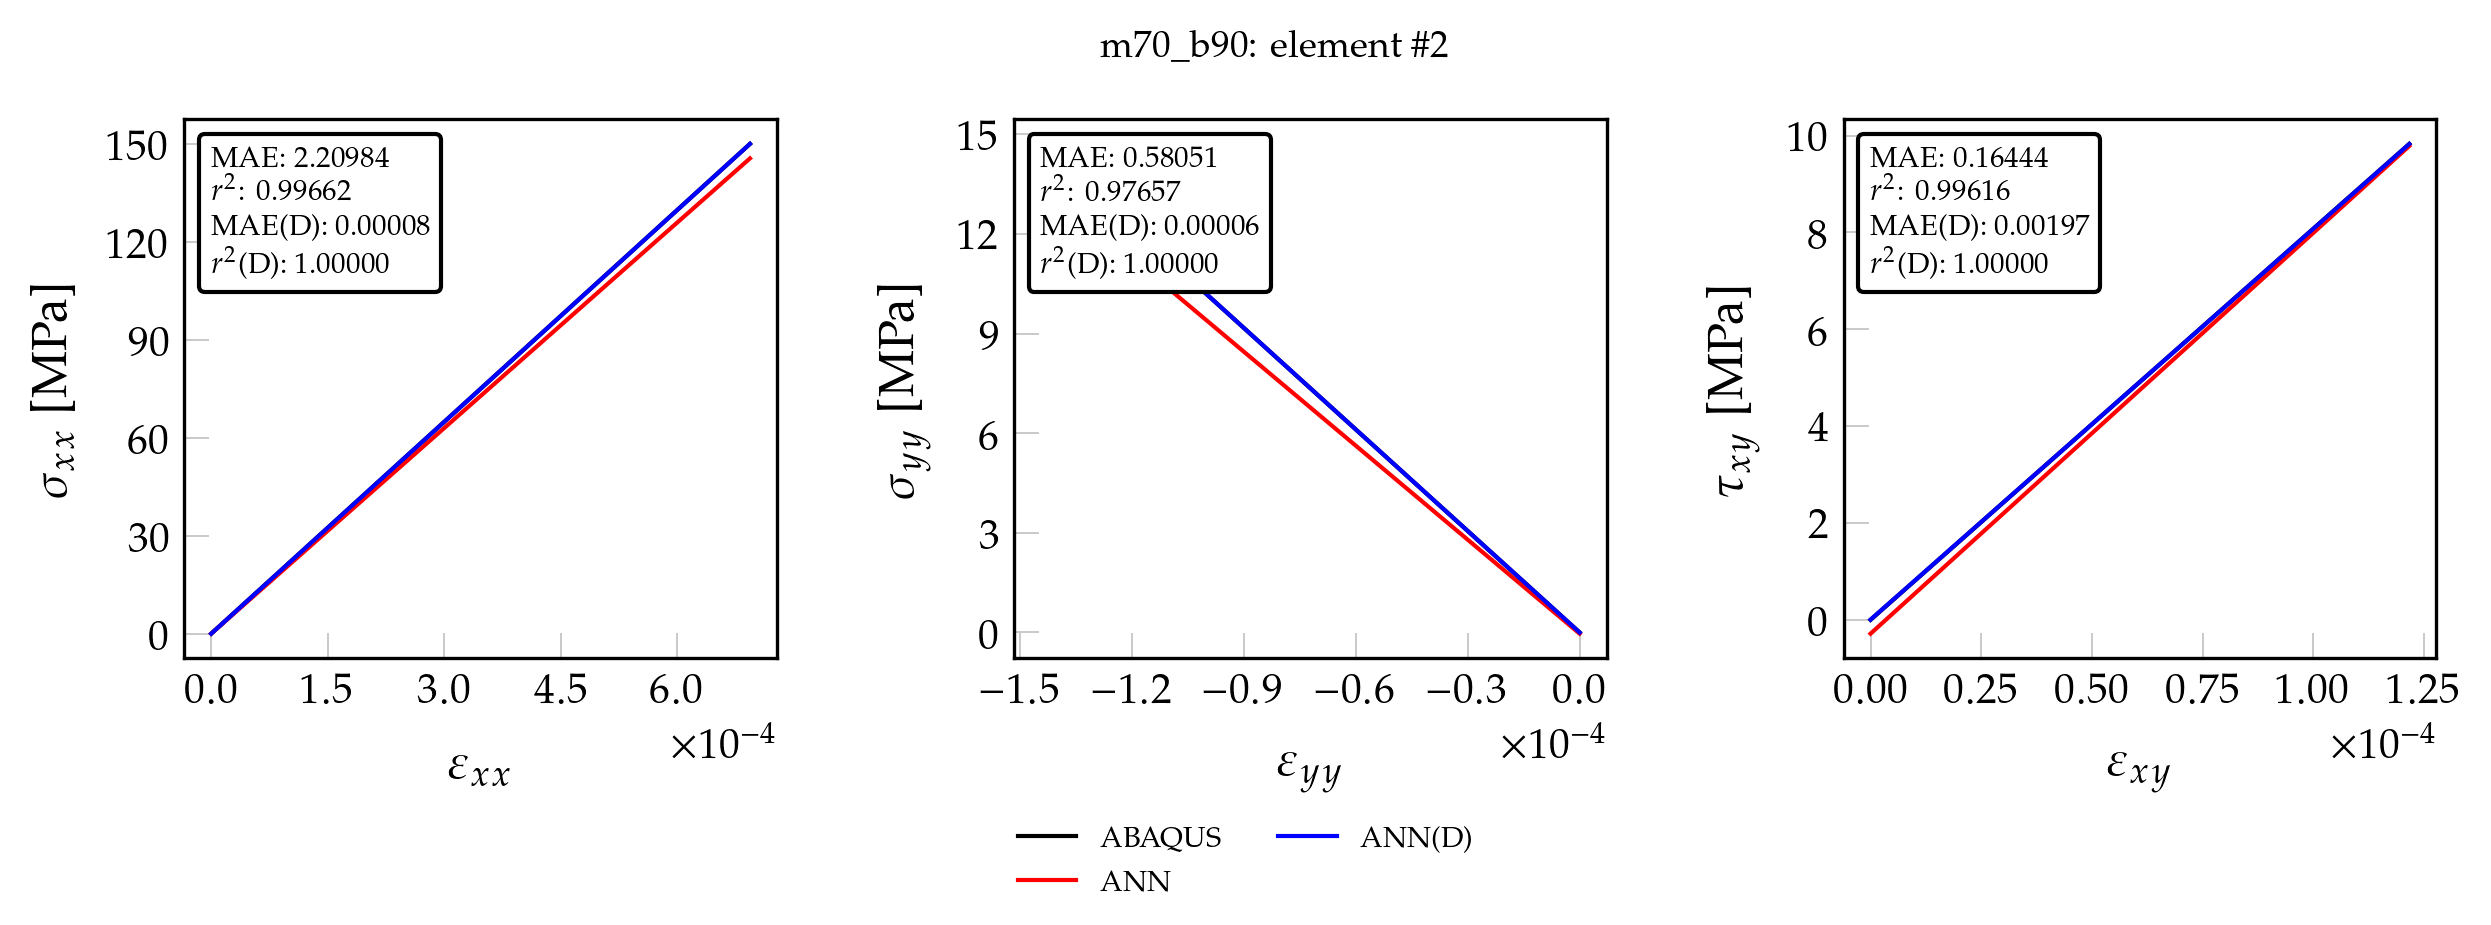 m70_b90: element #2
150
120
90
60
30
0
σxx [MPa]
MAE: 2.20984
r²: 0.99662
MAE(D): 0.00008
r²(D): 1.00000
0.0 1.5 3.0 4.5 6.0
×10⁻⁴
εxx
15
12
9
6
3
0
σyy [MPa]
MAE: 0.58051
r²: 0.97657
MAE(D): 0.00006
r²(D): 1.00000
−1.5 −1.2 −0.9 −0.6 −0.3 0.0
×10⁻⁴
εyy
10
8
6
4
2
0
τxy [MPa]
MAE: 0.16444
r²: 0.99616
MAE(D): 0.00197
r²(D): 1.00000
0.00 0.25 0.50 0.75 1.00 1.25
×10⁻⁴
εxy
ABAQUS
ANN
ANN(D)